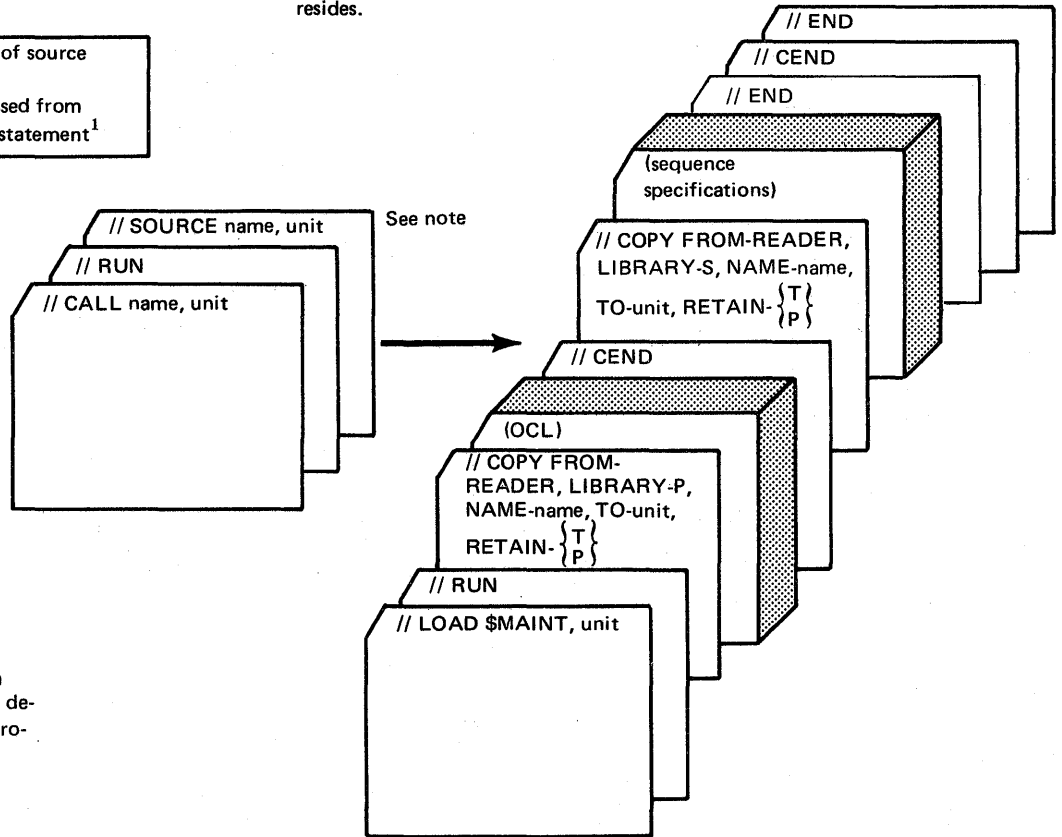 resides.
of source
sed from
statement1
// SOURCE name, unit
See note
// RUN
// CALL name, unit
// END
// CEND
// END
(sequence
specifications)
// COPY FROM-READER,
LIBRARY-S, NAME-name,
TO-unit, RETAIN- {T
P}
// CEND
(OCL)
// COPY FROM-
READER, LIBRARY-P,
NAME-name, TO-unit,
RETAIN- {T
P}
// RUN
// LOAD $MAINT, unit
)
de-
ro-